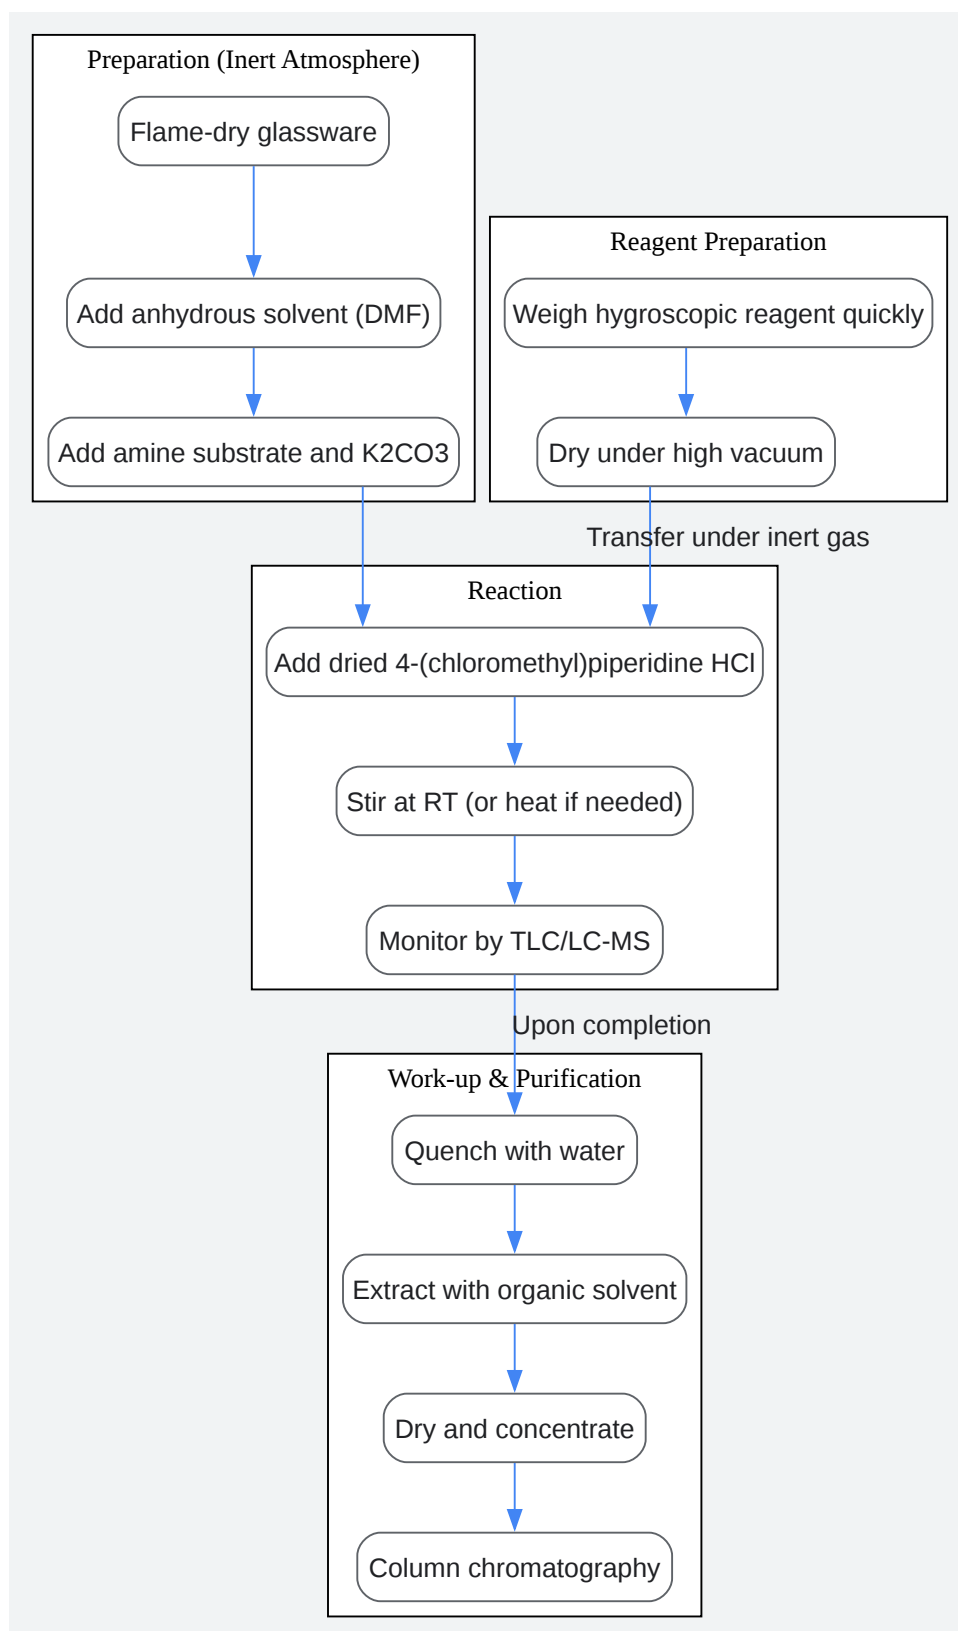 Preparation (Inert Atmosphere)
Flame-dry glassware
Add anhydrous solvent (DMF)
Add amine substrate and K2CO3
Reagent Preparation
Weigh hygroscopic reagent quickly
Dry under high vacuum
Transfer under inert gas
Reaction
Add dried 4-(chloromethyl)piperidine HCl
Stir at RT (or heat if needed)
Monitor by TLC/LC-MS
Upon completion
Work-up & Purification
Quench with water
Extract with organic solvent
Dry and concentrate
Column chromatography